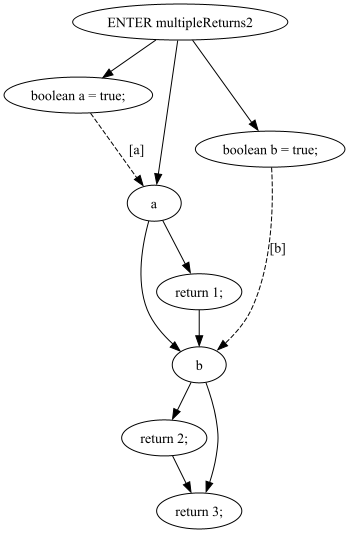 ENTER multipleReturns2
boolean a = true;
boolean b = true;
[a]
a
[b]
return 1;
b
return 2;
return 3;